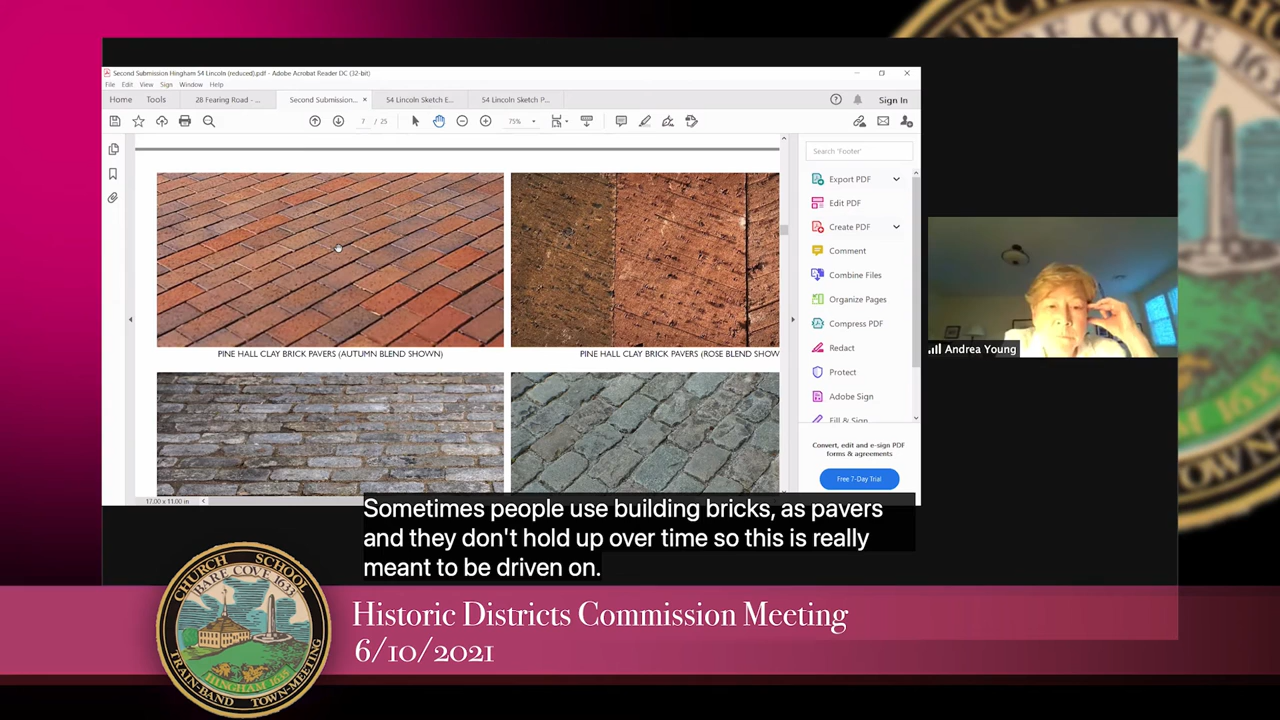 Second Submission Hingham 54 Lincoln (reduced).pdf - Adobe Acrobat Reader DC (32-bit)
File Edit View Sign Window Help
Home Tools 28 Fearing Road - ... Second Submission... × 54 Lincoln Sketch E... 54 Lincoln Sketch P... Sign In
7 / 25 75%
Search 'Footer'
Export PDF
Edit PDF
Create PDF
Comment
Combine Files
Organize Pages
Compress PDF
Redact
Protect
Adobe Sign
Fill & Sign
Convert, edit and e-sign PDF
forms & agreements
Free 7-Day Trial
PINE HALL CLAY BRICK PAVERS (AUTUMN BLEND SHOWN)
PINE HALL CLAY BRICK PAVERS (ROSE BLEND SHOW
17.00 x 11.00 in
Andrea Young
Sometimes people use building bricks, as pavers
and they don't hold up over time so this is really
meant to be driven on.
Historic Districts Commission Meeting
6/10/2021
CHURCH SCHOOL
BARE COVE 1633
HINGHAM 1635
TRAIN-BAND TOWN-MEETING